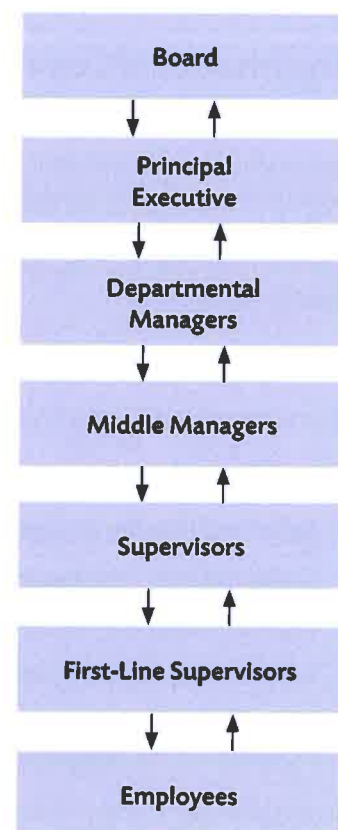 Board
Principal
Executive
Departmental
Managers
Middle Managers
Supervisors
First-Line Supervisors
Employees